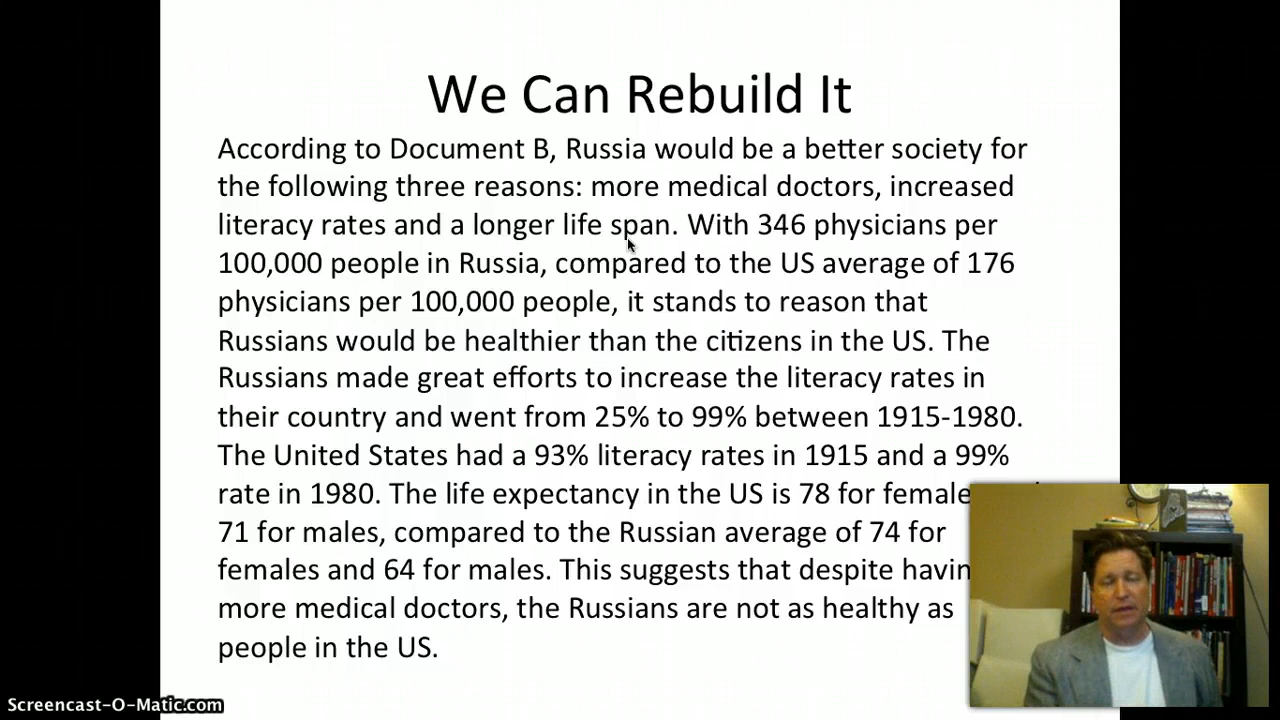 We Can Rebuild It
According to Document B, Russia would be a better society for
the following three reasons: more medical doctors, increased
literacy rates and a longer life span. With 346 physicians per
100,000 people in Russia, compared to the US average of 176
physicians per 100,000 people, it stands to reason that
Russians would be healthier than the citizens in the US. The
Russians made great efforts to increase the literacy rates in
their country and went from 25% to 99% between 1915-1980.
The United States had a 93% literacy rates in 1915 and a 99%
rate in 1980. The life expectancy in the US is 78 for female
71 for males, compared to the Russian average of 74 for
females and 64 for males. This suggests that despite havin
more medical doctors, the Russians are not as healthy as
people in the US.
Screencast-O-Matic.com